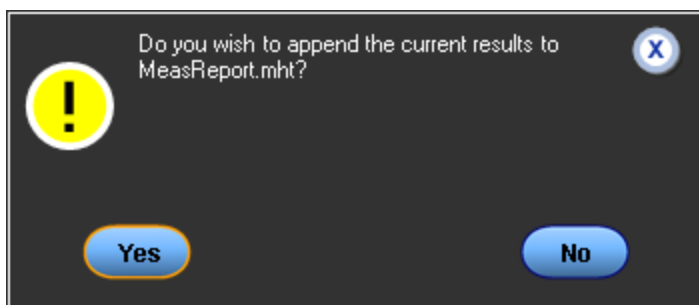 Do you wish to append the current results to
MeasReport.mht?
X
!
Yes
No